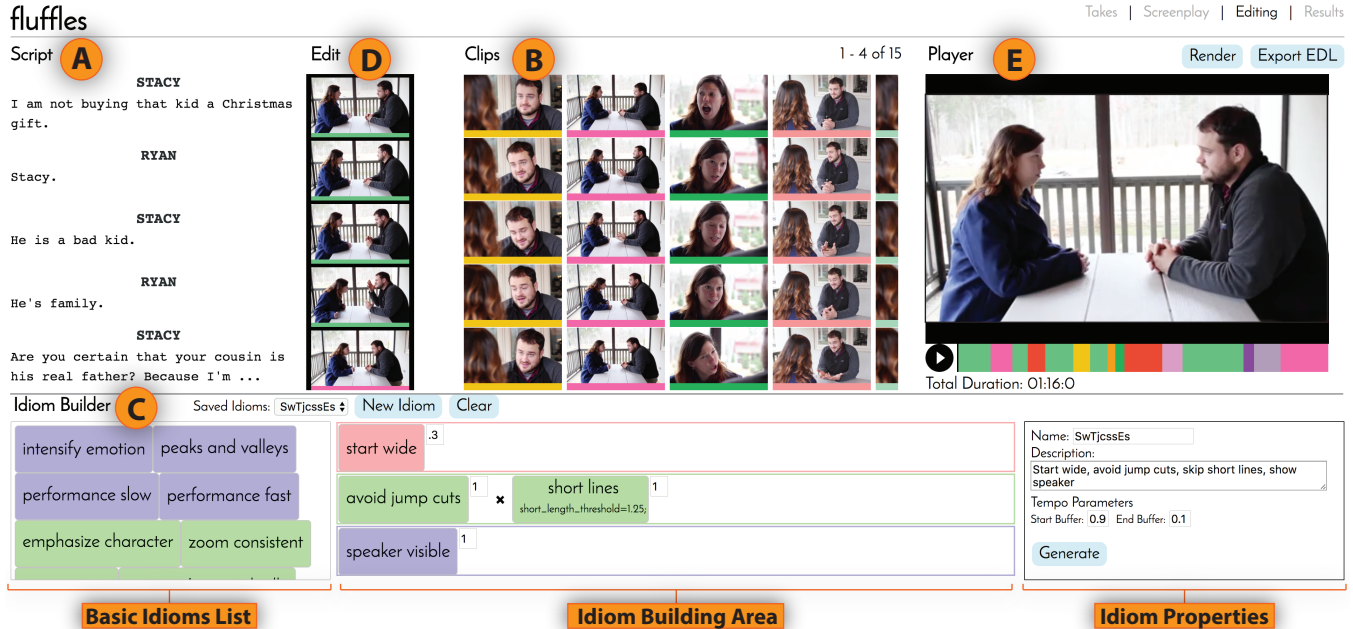 fluffles
Takes | Screenplay | Editing | Results
Script A
Edit D
Clips B
1 - 4 of 15
Player E
Render
Export EDL
STACY
I am not buying that kid a Christmas
gift.
RYAN
Stacy.
STACY
He is a bad kid.
RYAN
He's family.
STACY
Are you certain that your cousin is
his real father? Because I'm ...
Total Duration: 01:16:0
Idiom Builder C
Saved Idioms: SwTjcssEs
New Idiom
Clear
intensify emotion
peaks and valleys
performance slow
performance fast
emphasize character
zoom consistent
start wide
.3
avoid jump cuts
1
×
short lines
short_length_threshold=1.25;
1
speaker visible
1
Name: SwTjcssEs
Description:
Start wide, avoid jump cuts, skip short lines, show
speaker
Tempo Parameters
Start Buffer: 0.9 End Buffer: 0.1
Generate
Basic Idioms List
Idiom Building Area
Idiom Properties